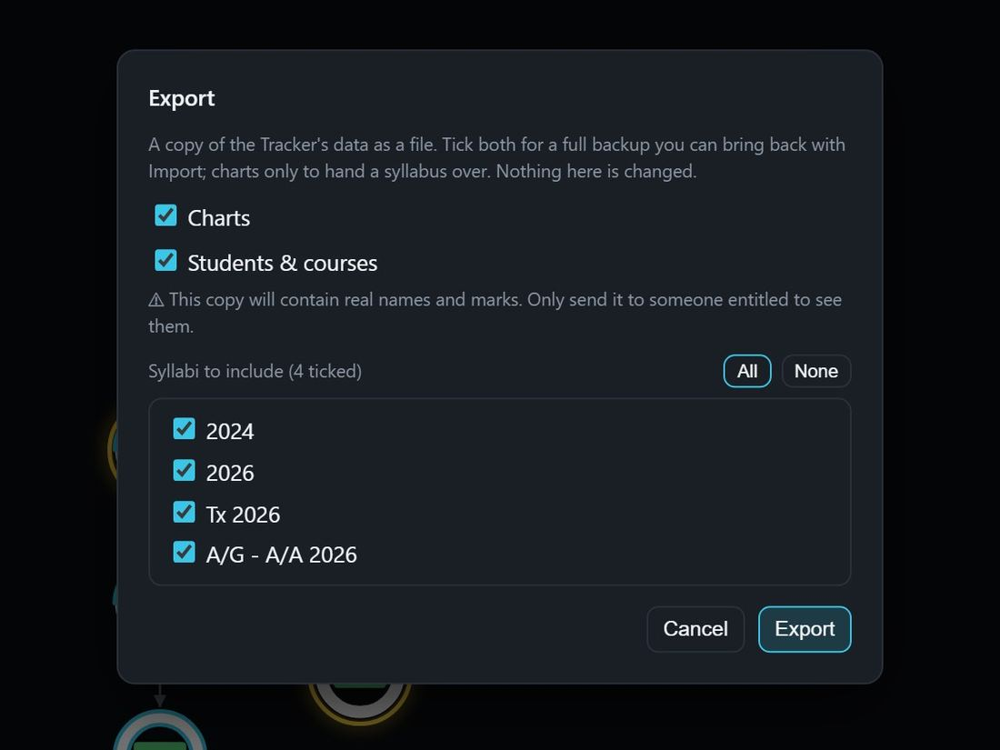 Export
A copy of the Tracker's data as a file. Tick both for a full backup you can bring back with
Import; charts only to hand a syllabus over. Nothing here is changed.
Charts
Students & courses
⚠ This copy will contain real names and marks. Only send it to someone entitled to see
them.
Syllabi to include (4 ticked) All None
2024
2026
Tx 2026
A/G - A/A 2026
Cancel Export